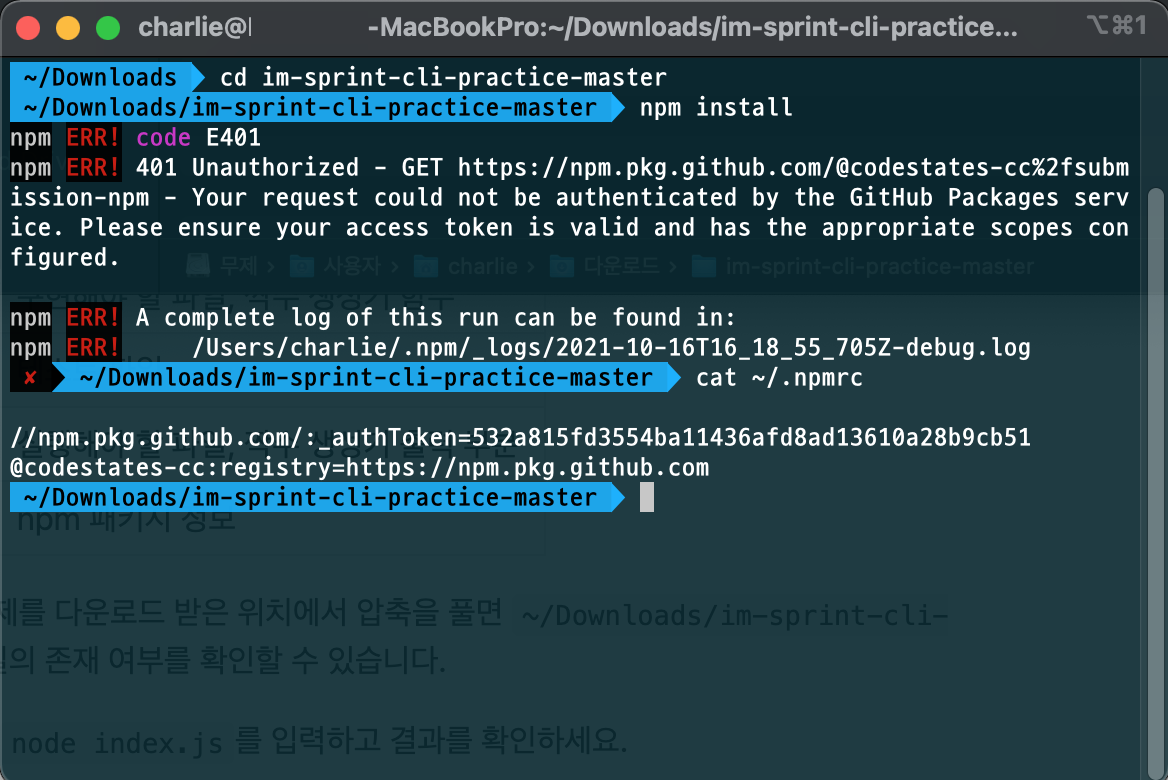 charlie@ -MacBookPro:~/Downloads/im-sprint-cli-practice... ⌥⌘1
~/Downloads cd im-sprint-cli-practice-master
~/Downloads/im-sprint-cli-practice-master npm install
npm ERR! code E401
npm ERR! 401 Unauthorized - GET https://npm.pkg.github.com/@codestates-cc%2fsubm
ission-npm - Your request could not be authenticated by the GitHub Packages serv
ice. Please ensure your access token is valid and has the appropriate scopes con
figured.
무제 › 사용자 › charlie › 다운로드 › im-sprint-cli-practice-master
npm ERR! A complete log of this run can be found in:
npm ERR!     /Users/charlie/.npm/_logs/2021-10-16T16_18_55_705Z-debug.log
✘ ~/Downloads/im-sprint-cli-practice-master cat ~/.npmrc
//npm.pkg.github.com/:_authToken=532a815fd3554ba11436afd8ad13610a28b9cb51
@codestates-cc:registry=https://npm.pkg.github.com
~/Downloads/im-sprint-cli-practice-master
npm 패키지 정보
다운로드 받은 위치에서 압축을 풀면 ~/Downloads/im-sprint-cli-
존재 여부를 확인할 수 있습니다.
node index.js 를 입력하고 결과를 확인하세요.